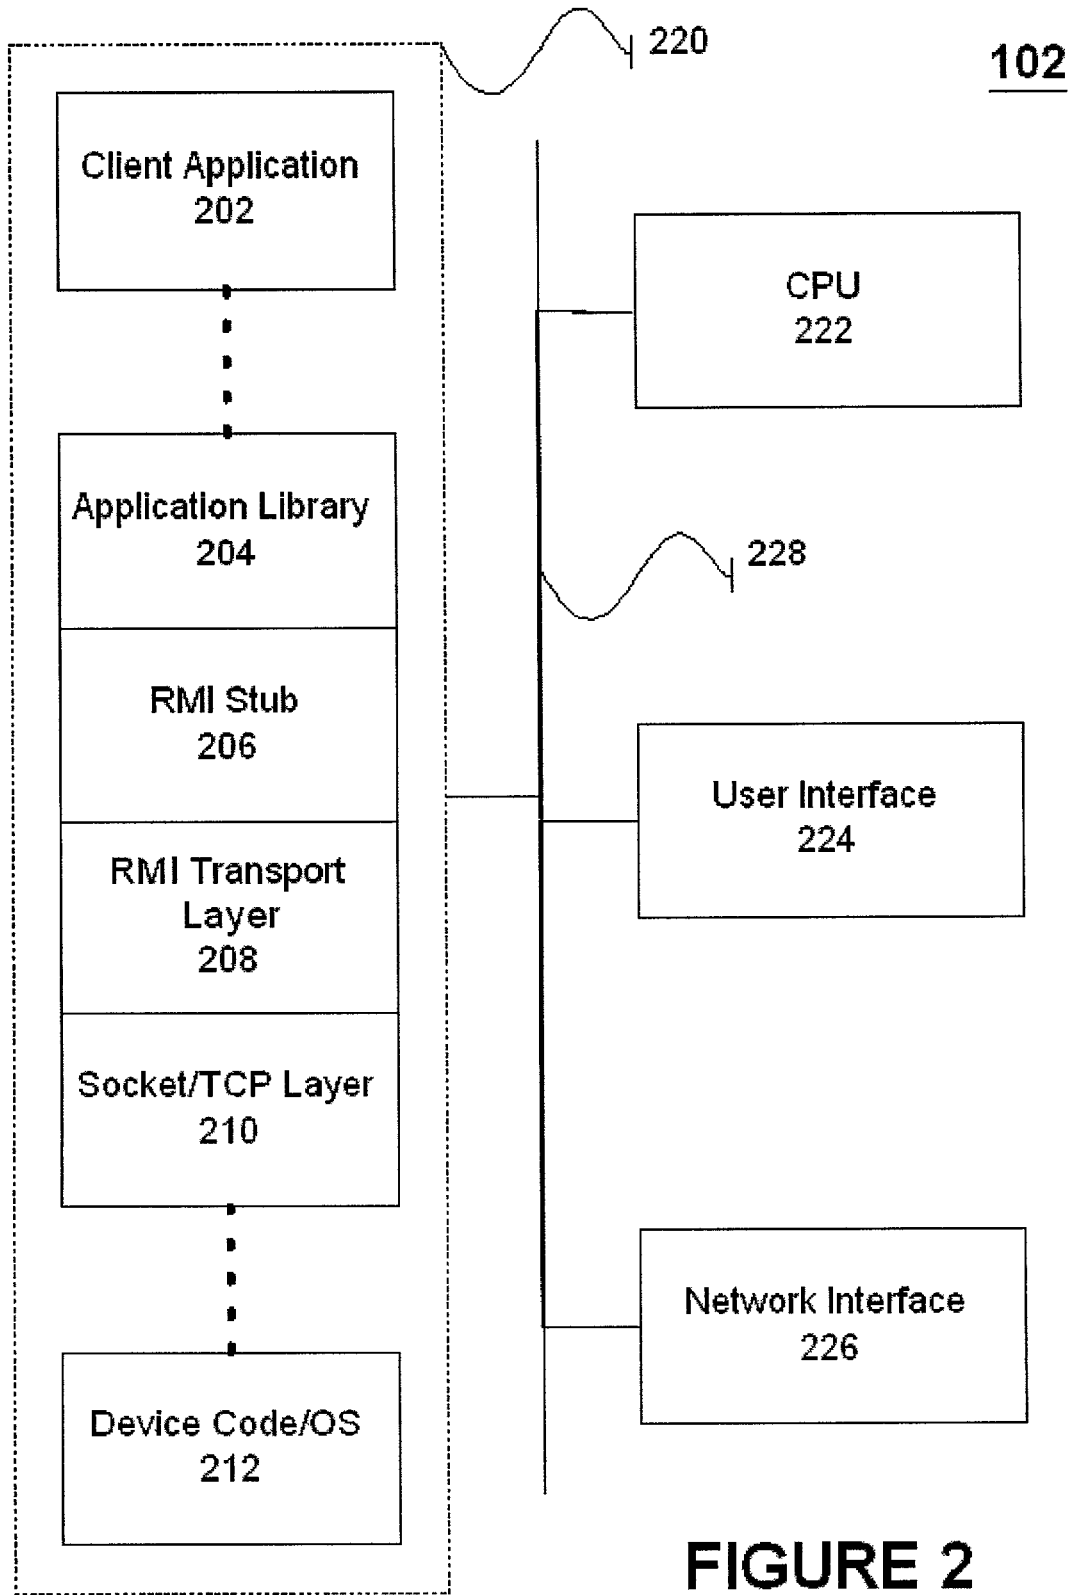 220
102
Client Application
202
CPU
222
Application Library
204
228
RMI Stub
206
User Interface
224
RMI Transport
Layer
208
Socket/TCP Layer
210
Network Interface
226
Device Code/OS
212
FIGURE 2